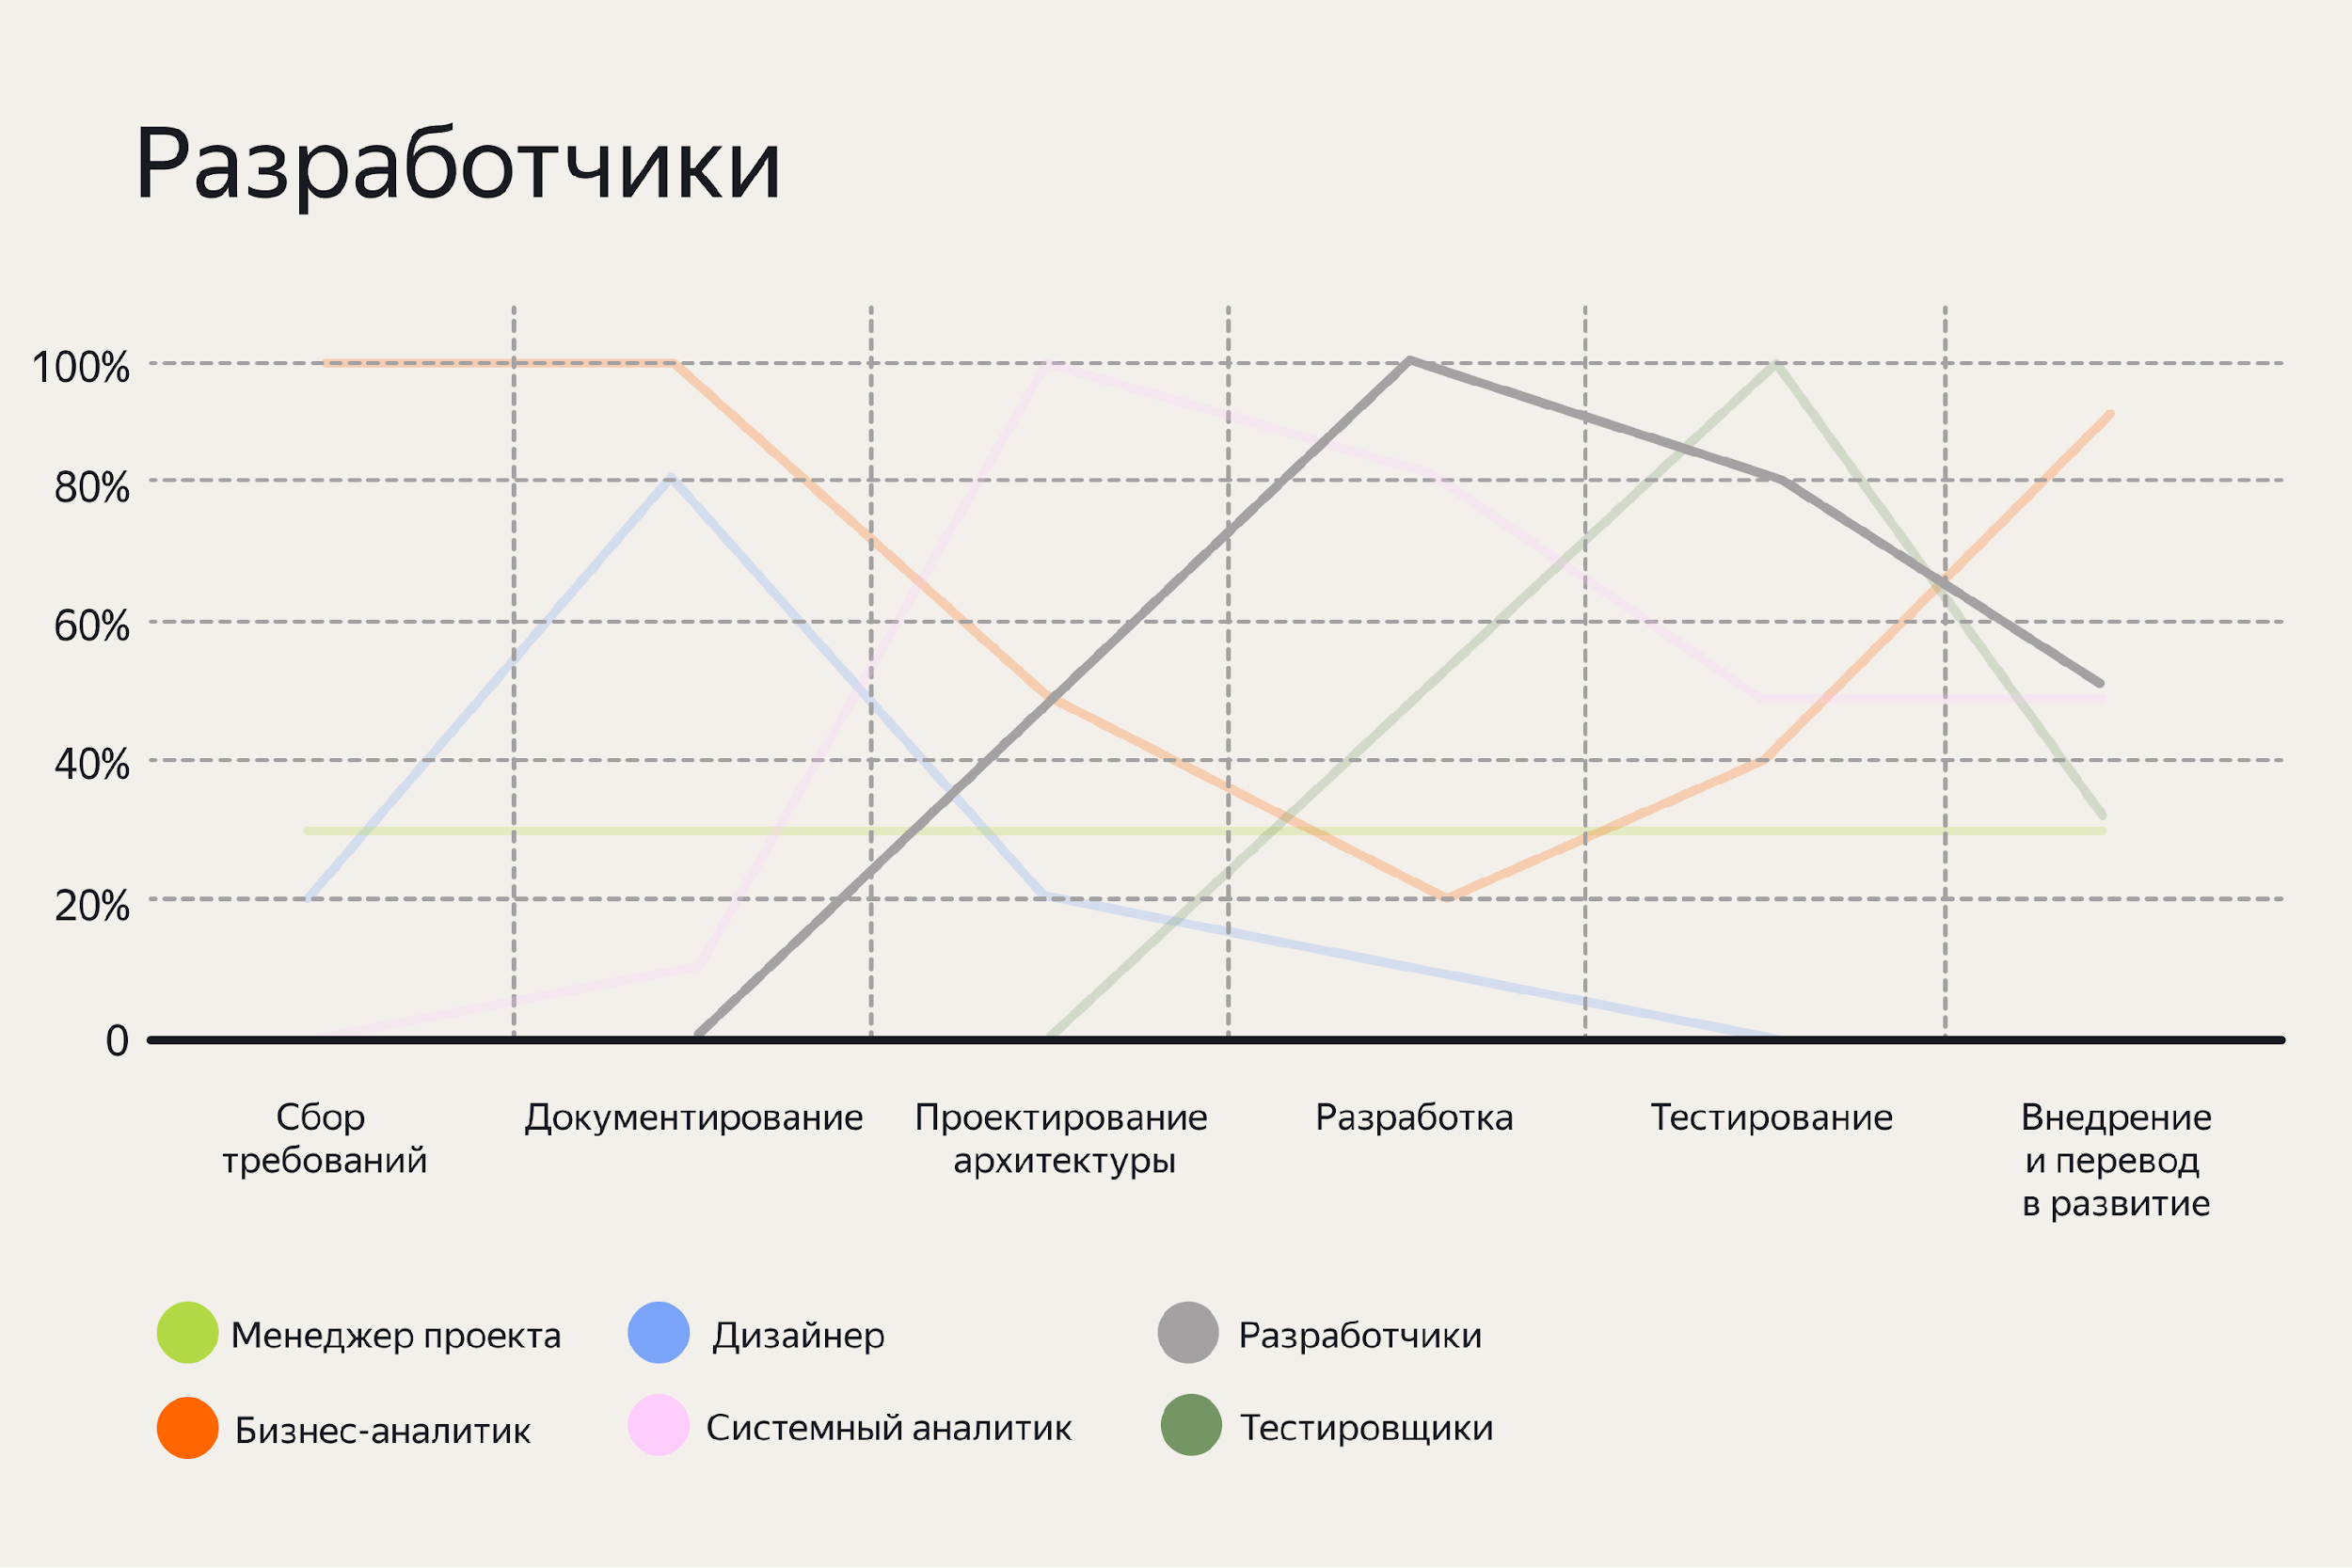 Разработчики
100%
80%
60%
40%
20%
0
Сбор
требований
Документирование
Проектирование
архитектуры
Разработка
Тестирование
Внедрение
и перевод
в развитие
Менеджер проекта
Дизайнер
Разработчики
Бизнес-аналитик
Системный аналитик
Тестировщики